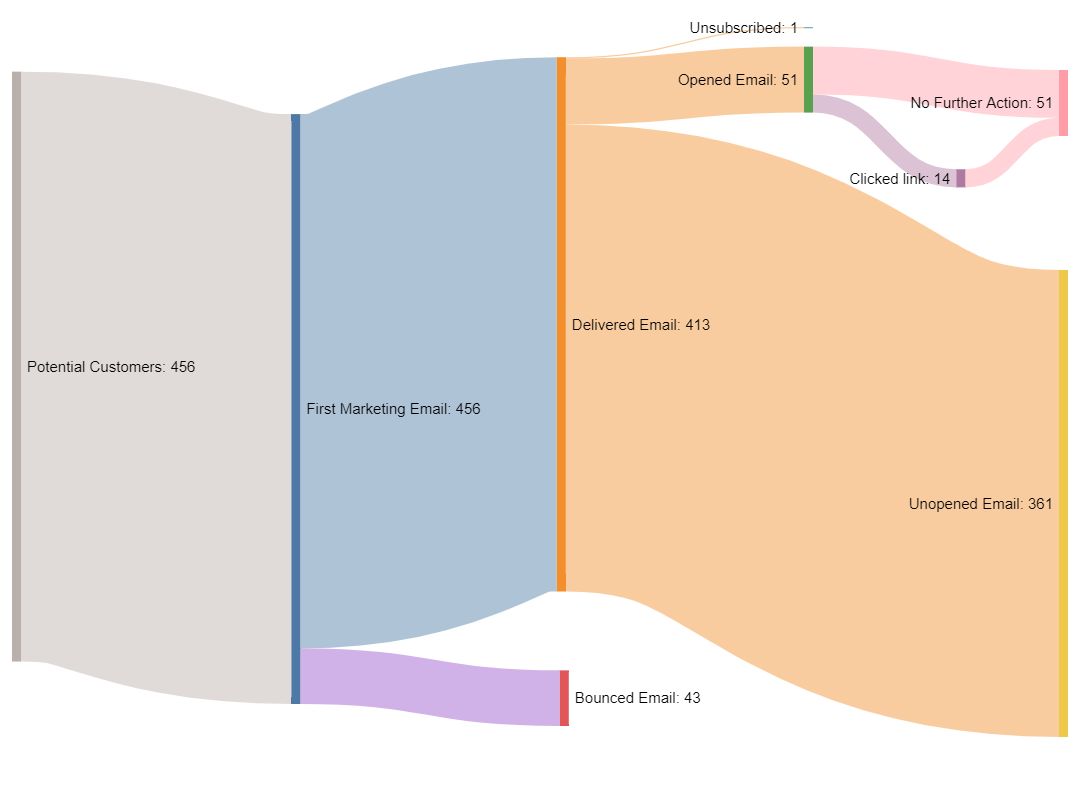 Unsubscribed: 1
Opened Email: 51
No Further Action: 51
Clicked link: 14
Delivered Email: 413
Potential Customers: 456
First Marketing Email: 456
Unopened Email: 361
Bounced Email: 43